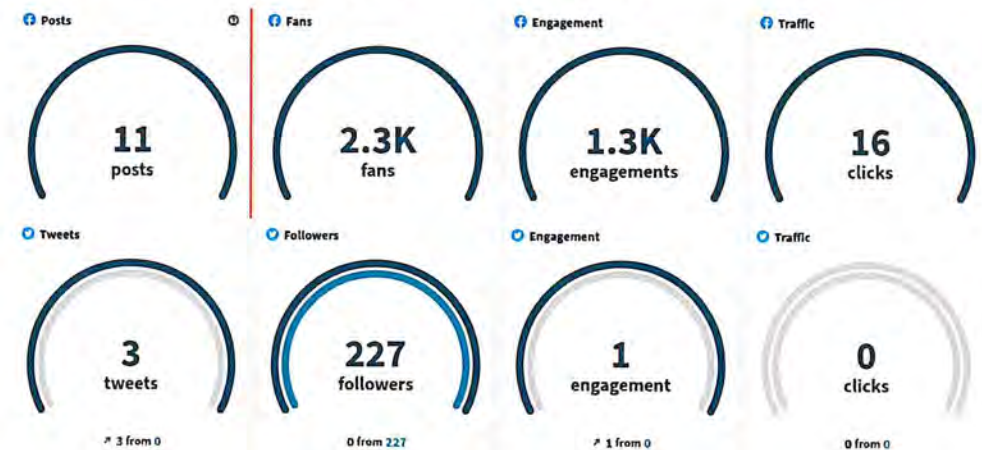 Posts
Fans
Engagement
Traffic
11
posts
2.3K
fans
1.3K
engagements
16
clicks
Tweets
Followers
Engagement
Traffic
3
tweets
227
followers
1
engagement
0
clicks
↗ 3 from 0
0 from 227
↗ 1 from 0
0 from 0